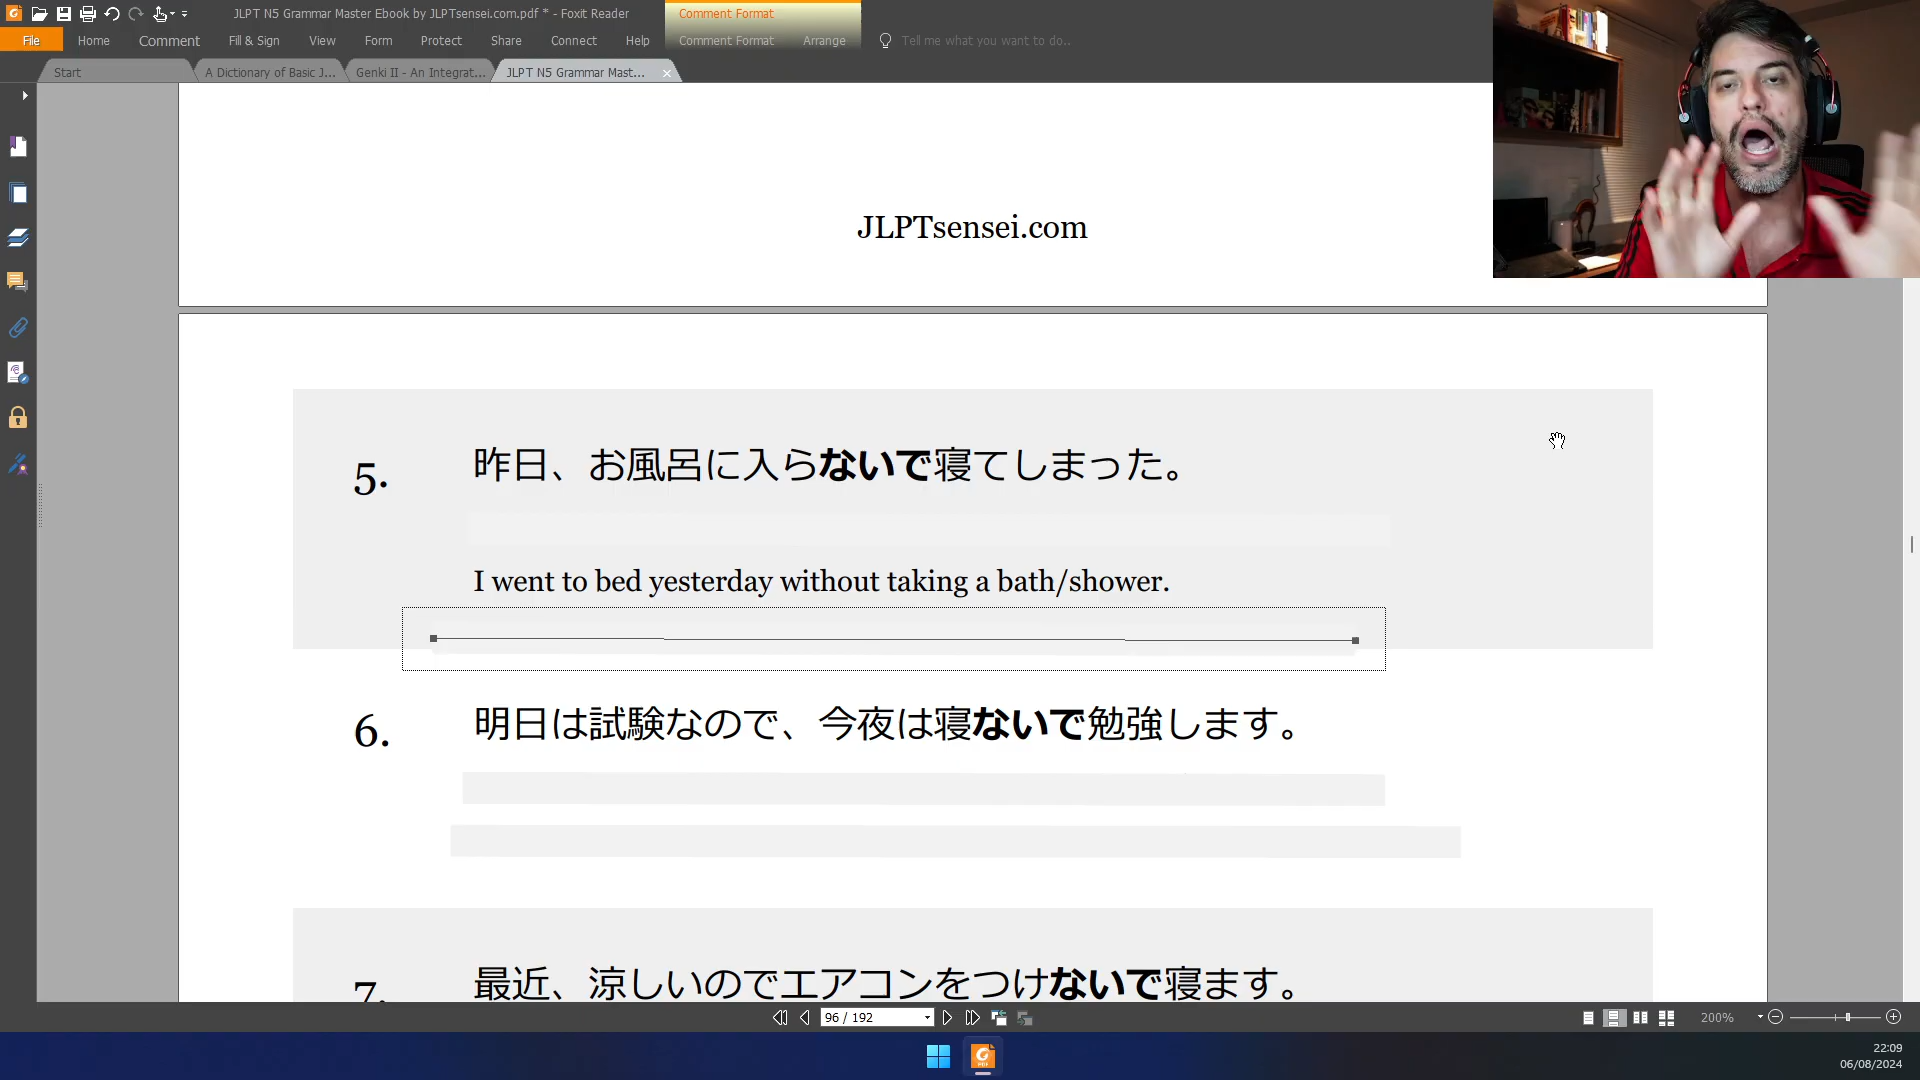 JLPT N5 Grammar Master Ebook by JLPTsensei.com.pdf * - Foxit Reader
Comment Format
File
Home
Comment
Fill & Sign
View
Form
Protect
Share
Connect
Help
Comment Format
Arrange
Tell me what you want to do..
Start
A Dictionary of Basic J...
Genki II - An Integrat...
JLPT N5 Grammar Mast...
JLPTsensei.com
5. 昨日、お風呂に入らないで寝てしまった。
I went to bed yesterday without taking a bath/shower.
6. 明日は試験なので、今夜は寝ないで勉強します。
7. 最近、涼しいのでエアコンをつけないで寝ます。
96 / 192
200%
22:09
06/08/2024